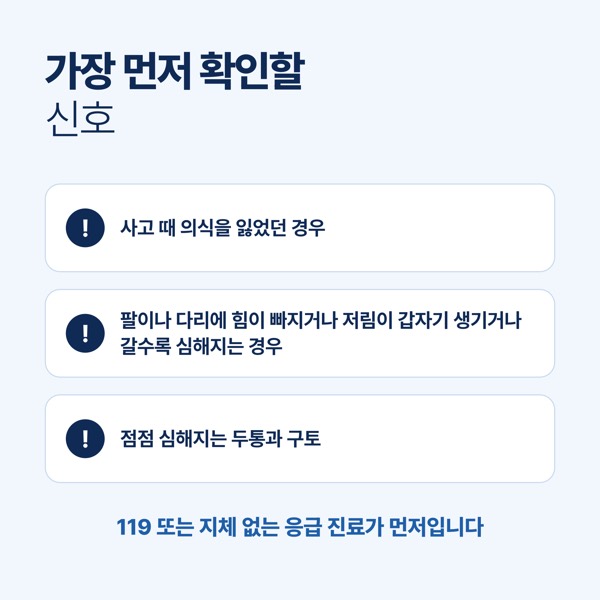 가장 먼저 확인할
신호
! 사고 때 의식을 잃었던 경우
! 팔이나 다리에 힘이 빠지거나 저림이 갑자기 생기거나
갈수록 심해지는 경우
! 점점 심해지는 두통과 구토
119 또는 지체 없는 응급 진료가 먼저입니다